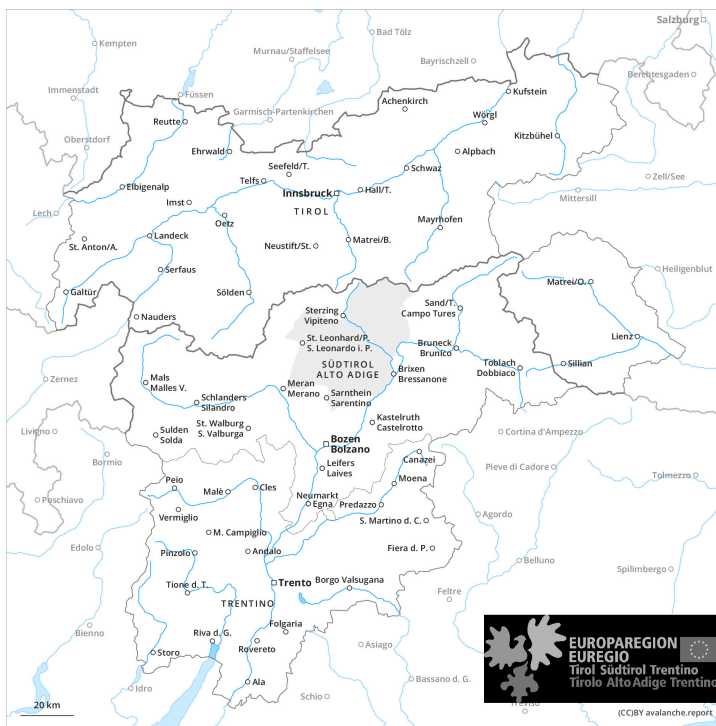 Salzburg
Kempten
Bad Tölz
Murnau/Staffelsee
Bayrischzell
Berchtesgaden
Immenstadt
Füssen
Kufstein
Achenkirch
Garmisch-Partenkirchen
Wörgl
Reutte
Kitzbühel
Oberstdorf
Ehrwald
Alpbach
Seefeld/T.
Schwaz
Zell/See
Telfs
Elbigenalp
Innsbruck
Hall/T.
Mittersill
Imst
TIROL
Lech
Oetz
Mayrhofen
Landeck
St. Anton/A.
Neustift/St.
Matrei/B.
Serfaus
Heiligenblut
Matrei/O.
Galtür
Sölden
Sand/T.
Campo Tures
Sterzing
Vipiteno
Nauders
St. Leonhard/P.
S. Leonardo i. P.
Lienz
Bruneck
Brunico
SÜDTIROL
ALTO ADIGE
Toblach
Dobbiaco
Sillian
Brixen
Bressanone
Zernez
Mals
Malles V.
Meran
Merano
Schlanders
Silandro
Sarnthein
Sarentino
St. Walburg
S. Valburga
Kastelruth
Castelrotto
Livigno
Sulden
Solda
Bozen
Bolzano
Cortina d'Ampezzo
Bormio
Canazei
Leifers
Laives
Pieve di Cadore
Peio
Tolmezzo
Moena
Malè
Cles
Poschiavo
Neumarkt
Egna
Predazzo
Vermiglio
Agordo
S. Martino d. C.
M. Campiglio
Edolo
Pinzolo
Andalo
Fiera d. P.
Belluno
Spilimbergo
Tione d. T.
Trento
Borgo Valsugana
Feltre
TRENTINO
Folgaria
Bienno
Riva d. G.
Rovereto
Asiago
Storo
EUROPAREGION
EUREGIO
Tirol Südtirol Trentino
Tirolo Alto Adige Trentino
Idro
Ala
Bassano d. G.
Schio
Treviso
20 km
(CC)BY avalanche.report